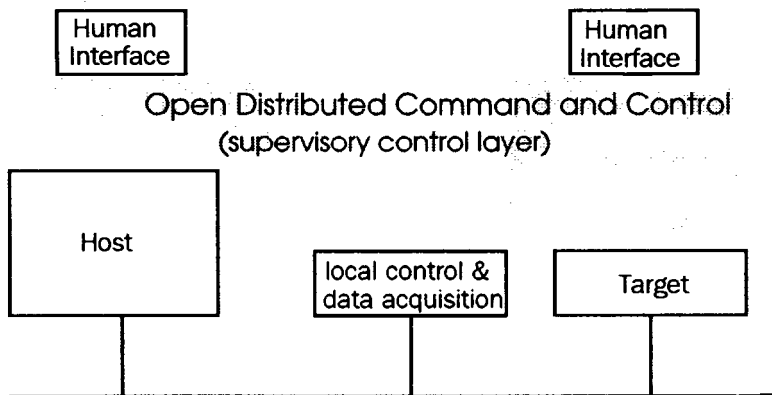 Human
Interface
Human
Interface
Open Distributed Command and Control
(supervisory control layer)
Host
local control &
data acquisition
Target